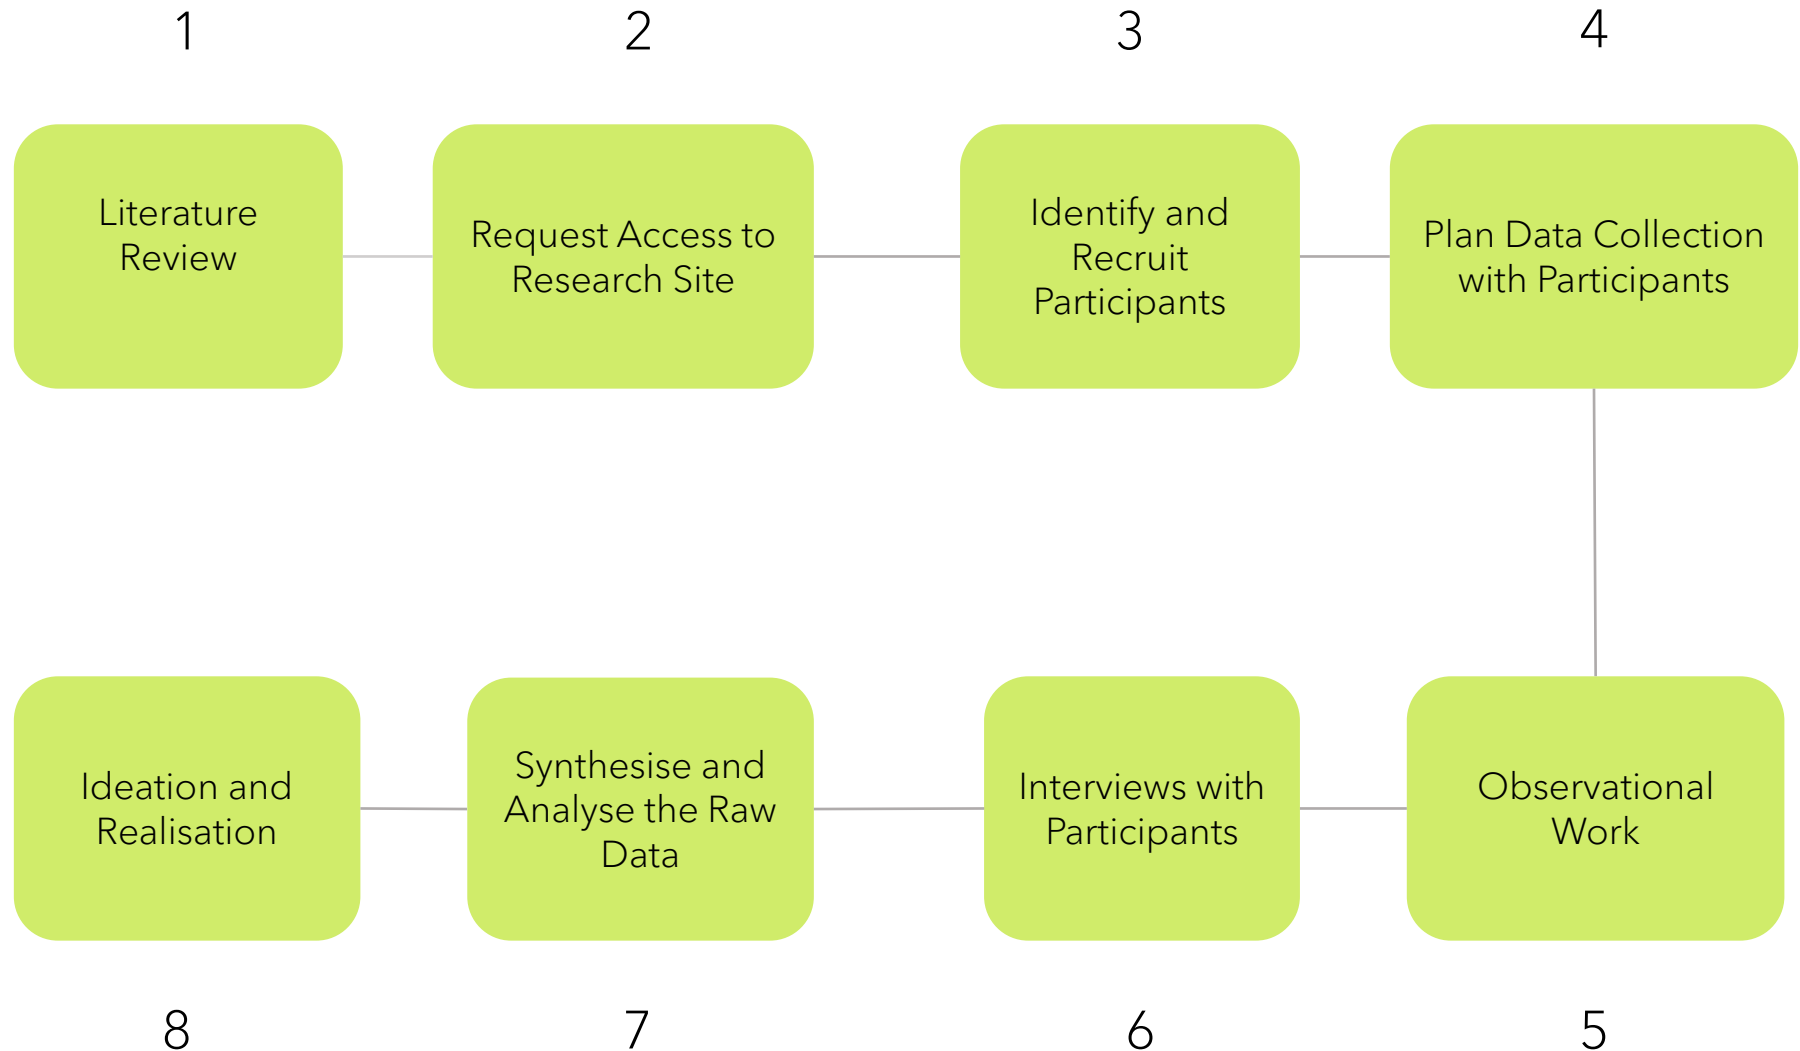 1
2
3
4
Literature
Review
Request Access to
Research Site
Identify and
Recruit
Participants
Plan Data Collection
with Participants
Ideation and
Realisation
Synthesise and
Analyse the Raw
Data
Interviews with
Participants
Observational
Work
8
7
6
5